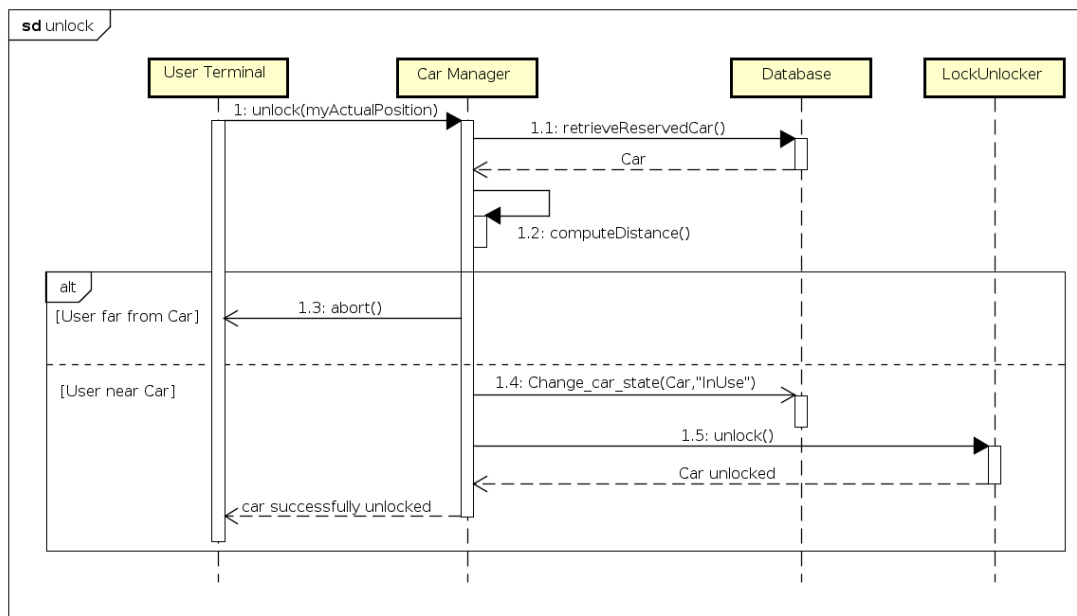 sd unlock
User Terminal
Car Manager
Database
LockUnlocker
1: unlock(myActualPosition)
1.1: retrieveReservedCar()
Car
1.2: computeDistance()
alt
[User far from Car]
1.3: abort()
[User near Car]
1.4: Change_car_state(Car,"InUse")
1.5: unlock()
Car unlocked
car successfully unlocked